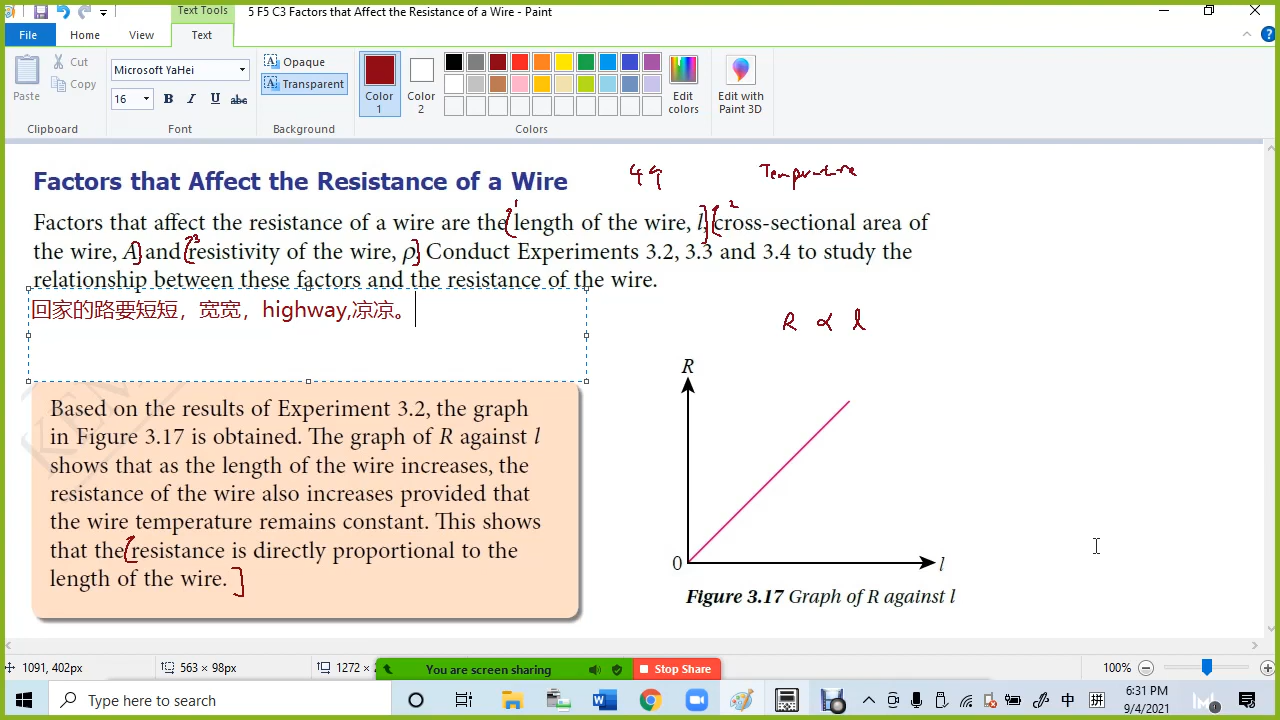 Text Tools
5 F5 C3 Factors that Affect the Resistance of a Wire - Paint
File Home View Text
Paste Cut Copy
Clipboard
Microsoft YaHei
16 B I U abc
Font
Opaque
Transparent
Background
Color 1
Color 2
Edit colors
Colors
Edit with Paint 3D
Factors that Affect the Resistance of a Wire
Temperature
1 2
Factors that affect the resistance of a wire are the length of the wire, l, cross-sectional area of
3
the wire, A and resistivity of the wire, ρ. Conduct Experiments 3.2, 3.3 and 3.4 to study the
relationship between these factors and the resistance of the wire.
回家的路要短短，宽宽，highway,凉凉。
R ∝ l
Based on the results of Experiment 3.2, the graph
in Figure 3.17 is obtained. The graph of R against l
shows that as the length of the wire increases, the
resistance of the wire also increases provided that
the wire temperature remains constant. This shows
that the resistance is directly proportional to the
length of the wire.
R
0
l
Figure 3.17 Graph of R against l
1091, 402px
563 × 98px
1272 ×
You are screen sharing
Stop Share
100%
Type here to search
中
拼
6:31 PM
9/4/2021